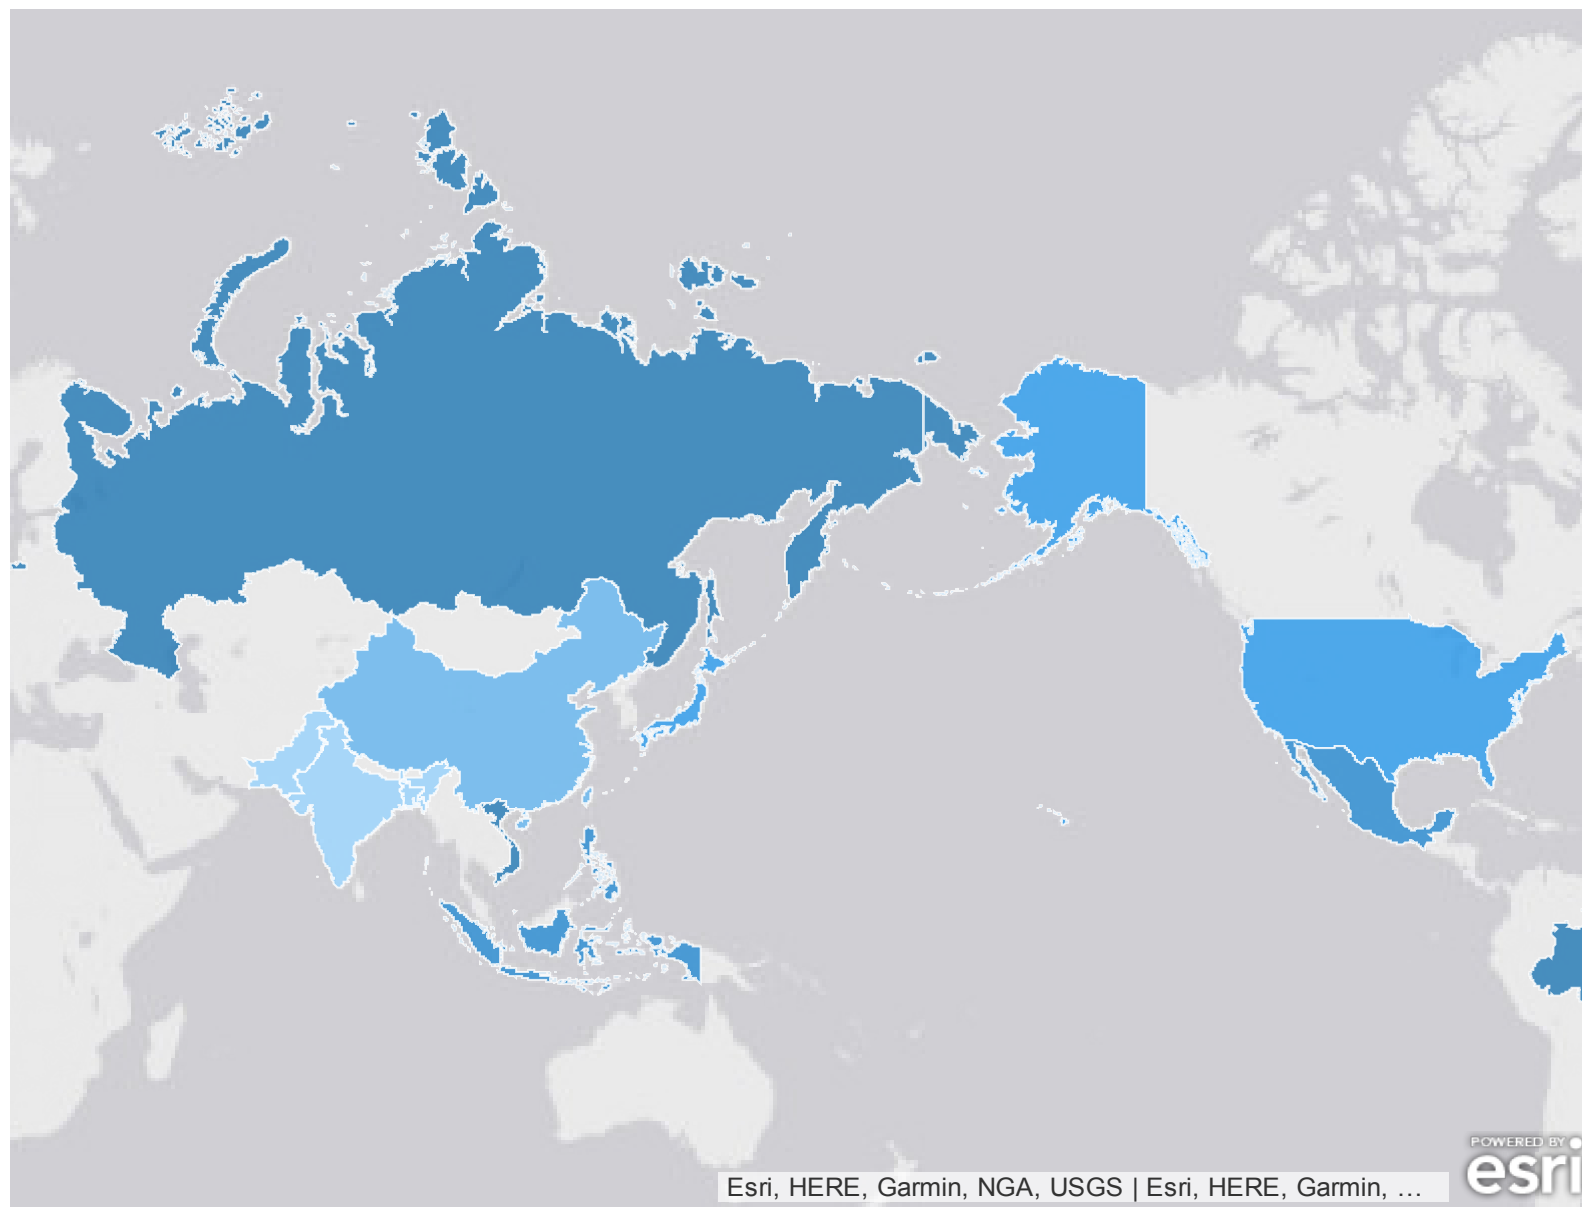 POWERED BY
esri
Esri, HERE, Garmin, NGA, USGS | Esri, HERE, Garmin, …